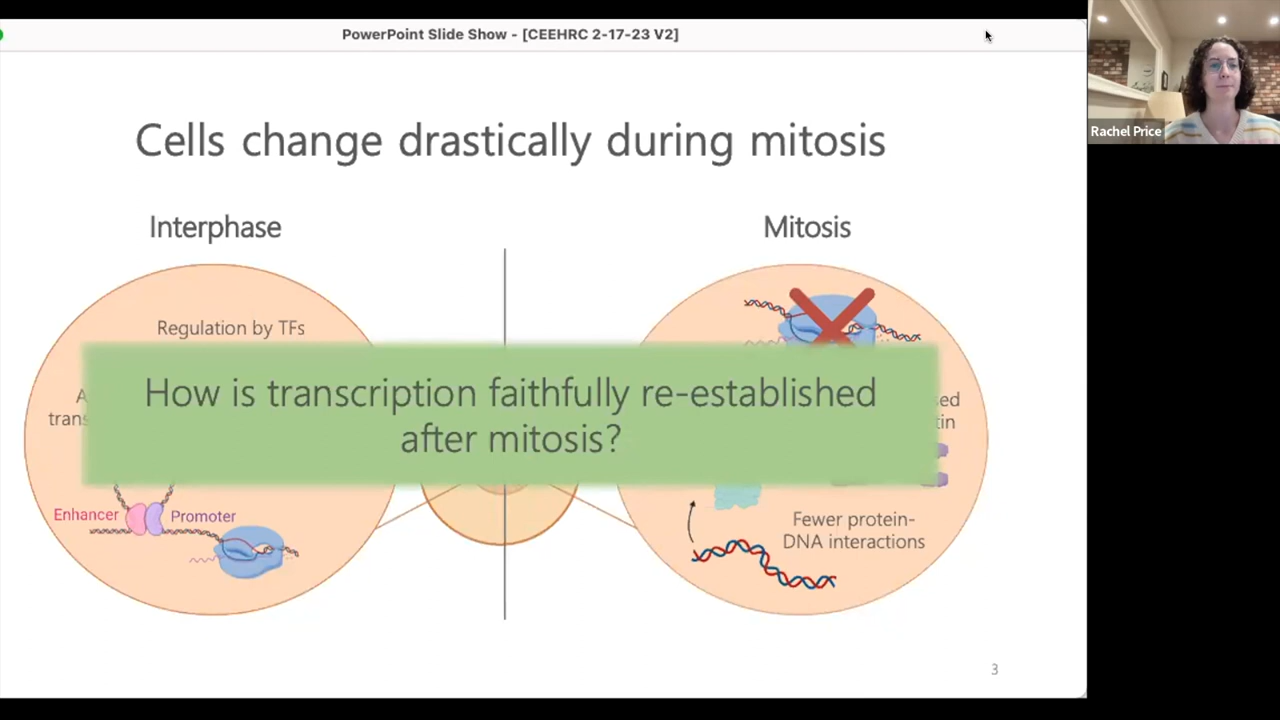 PowerPoint Slide Show - [CEEHRC 2-17-23 V2]
Rachel Price
Cells change drastically during mitosis
Interphase
Mitosis
Regulation by TFs
How is transcription faithfully re-established
after mitosis?
Enhancer
Promoter
Fewer protein-
DNA interactions
3